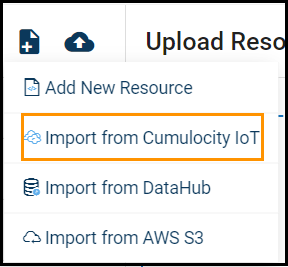 Upload Reso
Add New Resource
Import from Cumulocity IoT
Import from DataHub
Import from AWS S3